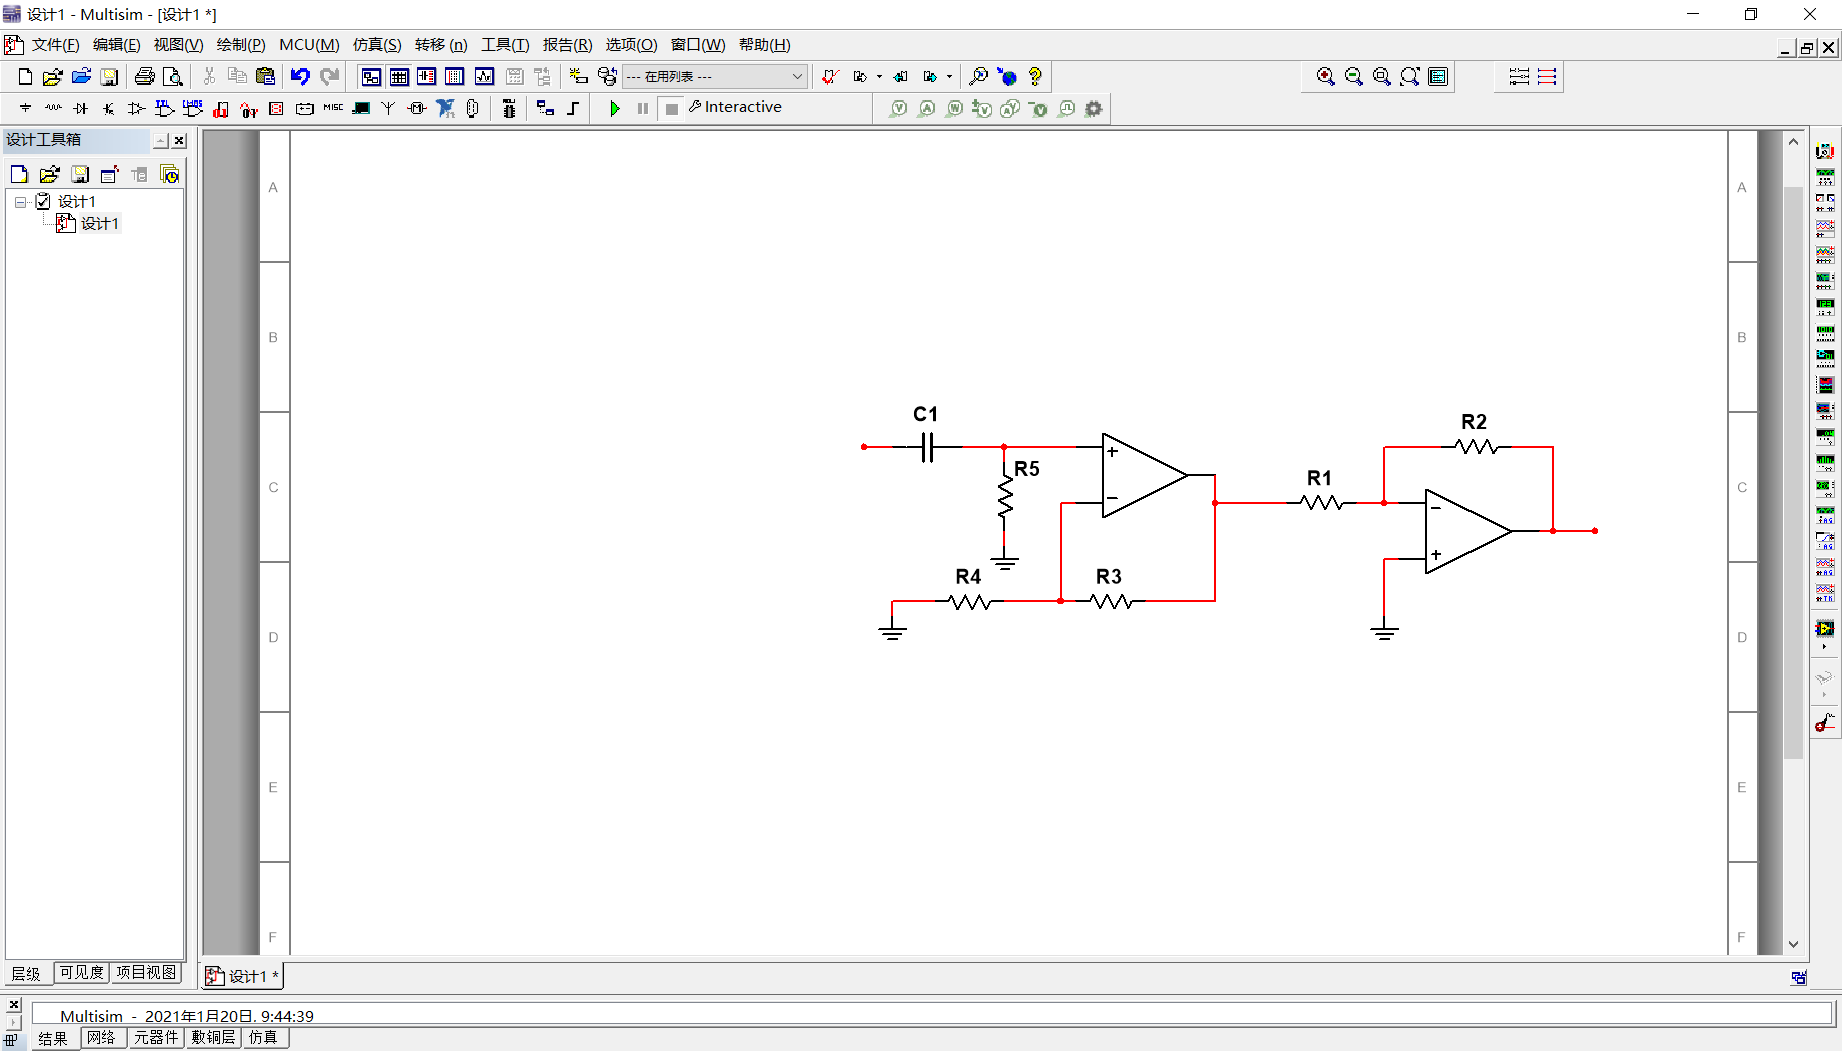 设计1 - Multisim - [设计1 *]
文件(F) 编辑(E) 视图(V) 绘制(P) MCU(M) 仿真(S) 转移 (n) 工具(T) 报告(R) 选项(O) 窗口(W) 帮助(H)
--- 在用列表 ---
MISC Interactive
设计工具箱
设计1
设计1
A A
B B
C1 R2
R5 R1
C C
R4 R3
D D
E E
F F
层级 可见度 项目视图
设计1 *
Multisim - 2021年1月20日, 9:44:39
结果 网络 元器件 敷铜层 仿真